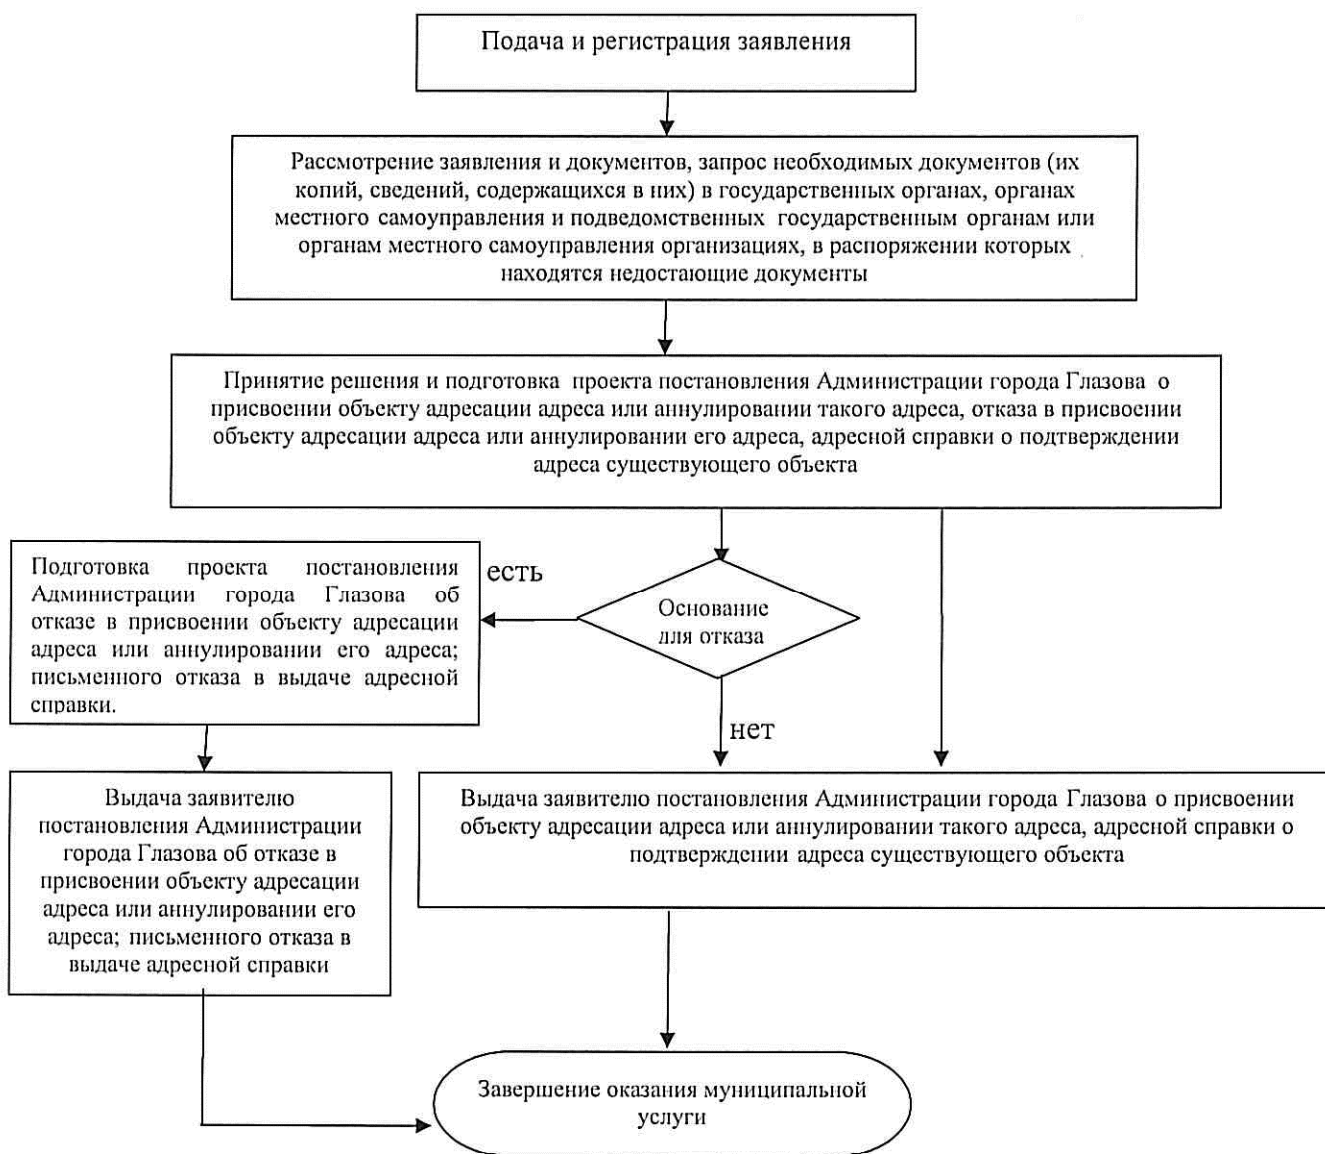 Подача и регистрация заявления
Рассмотрение заявления и документов, запрос необходимых документов (их
копий, сведений, содержащихся в них) в государственных органах, органах
местного самоуправления и подведомственных государственным органам или
органам местного самоуправления организациях, в распоряжении которых
находятся недостающие документы
Принятие решения и подготовка проекта постановления Администрации города Глазова о
присвоении объекту адресации адреса или аннулировании такого адреса, отказа в присвоении
объекту адресации адреса или аннулировании его адреса, адресной справки о подтверждении
адреса существующего объекта
Подготовка проекта постановления
Администрации города Глазова об
отказе в присвоении объекту адресации
адреса или аннулировании его адреса;
письменного отказа в выдаче адресной
справки.
есть
Основание
для отказа
нет
Выдача заявителю
постановления Администрации
города Глазова об отказе в
присвоении объекту адресации
адреса или аннулировании его
адреса; письменного отказа в
выдаче адресной справки
Выдача заявителю постановления Администрации города Глазова о присвоении
объекту адресации адреса или аннулировании такого адреса, адресной справки о
подтверждении адреса существующего объекта
Завершение оказания муниципальной
услуги